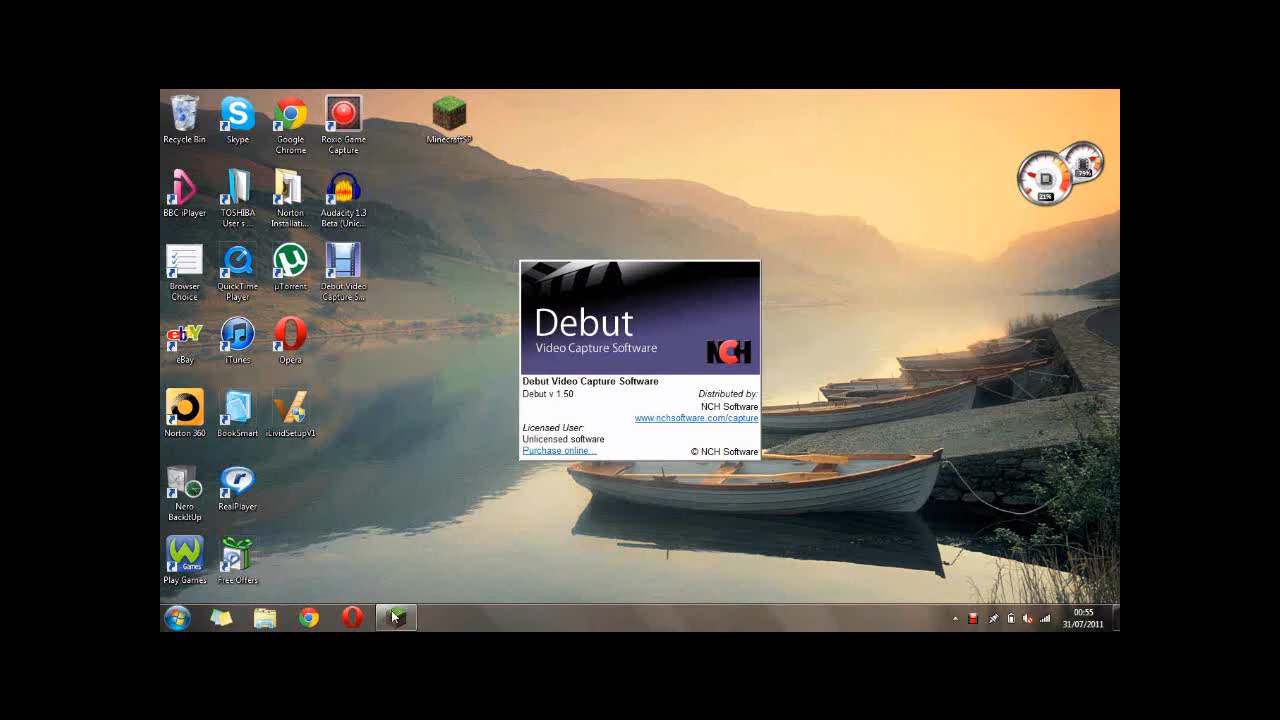 Recycle Bin
Skype
Google
Chrome
Roxio Game
Capture
MinecraftSP
BBC iPlayer
TOSHIBA
User's ...
Norton
Installati...
Audacity 1.3
Beta (Unic...
Browser
Choice
QuickTime
Player
µTorrent
Debut Video
Capture S...
eBay
iTunes
Opera
Norton 360
BookSmart
iLividSetupV1
Nero
BackItUp
RealPlayer
Games
Play Games
Free Offers
21%
79%
Debut
Video Capture Software
NCH
Debut Video Capture Software
Debut v 1.50
Distributed by:
NCH Software
www.nchsoftware.com/capture
Licensed User:
Unlicensed software
Purchase online...
© NCH Software
00:55
31/07/2011